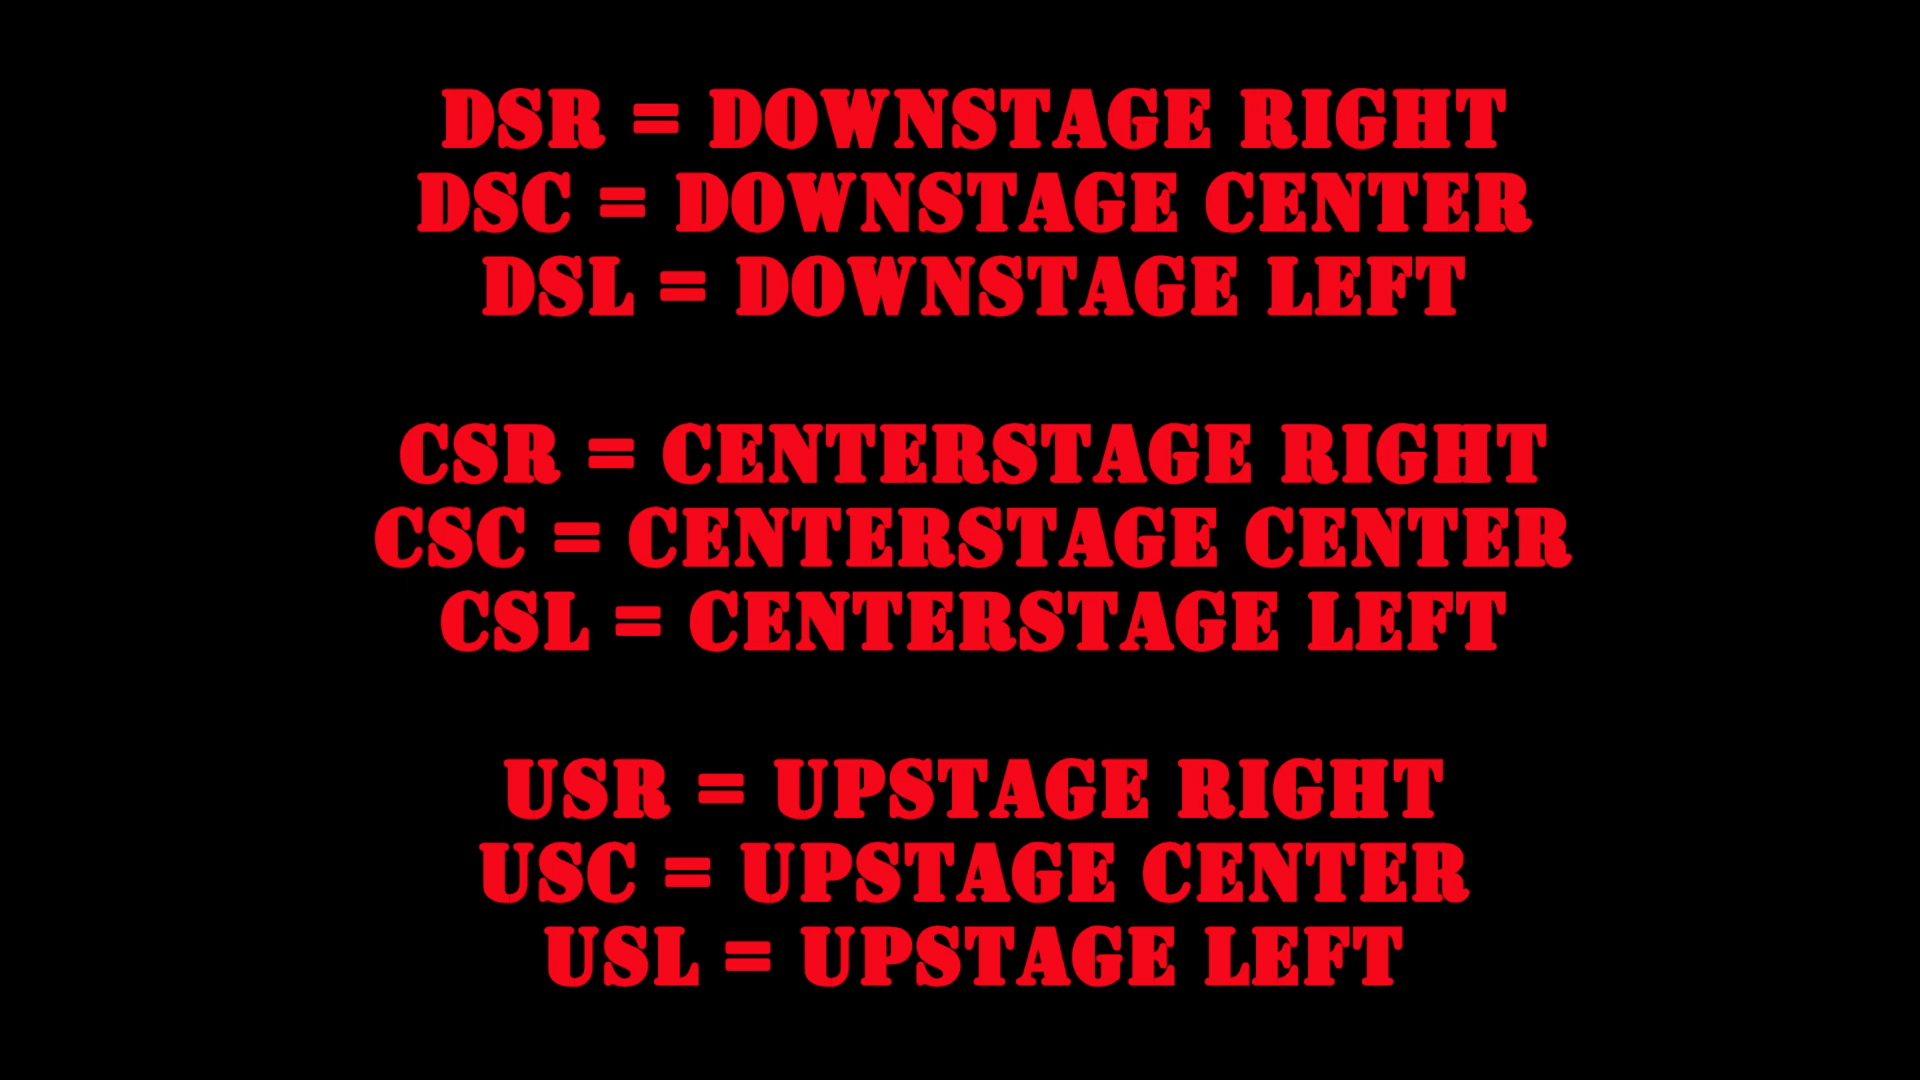 DSR = DOWNSTAGE RIGHT
DSC = DOWNSTAGE CENTER
DSL = DOWNSTAGE LEFT
CSR = CENTERSTAGE RIGHT
CSC = CENTERSTAGE CENTER
CSL = CENTERSTAGE LEFT
USR = UPSTAGE RIGHT
USC = UPSTAGE CENTER
USL = UPSTAGE LEFT